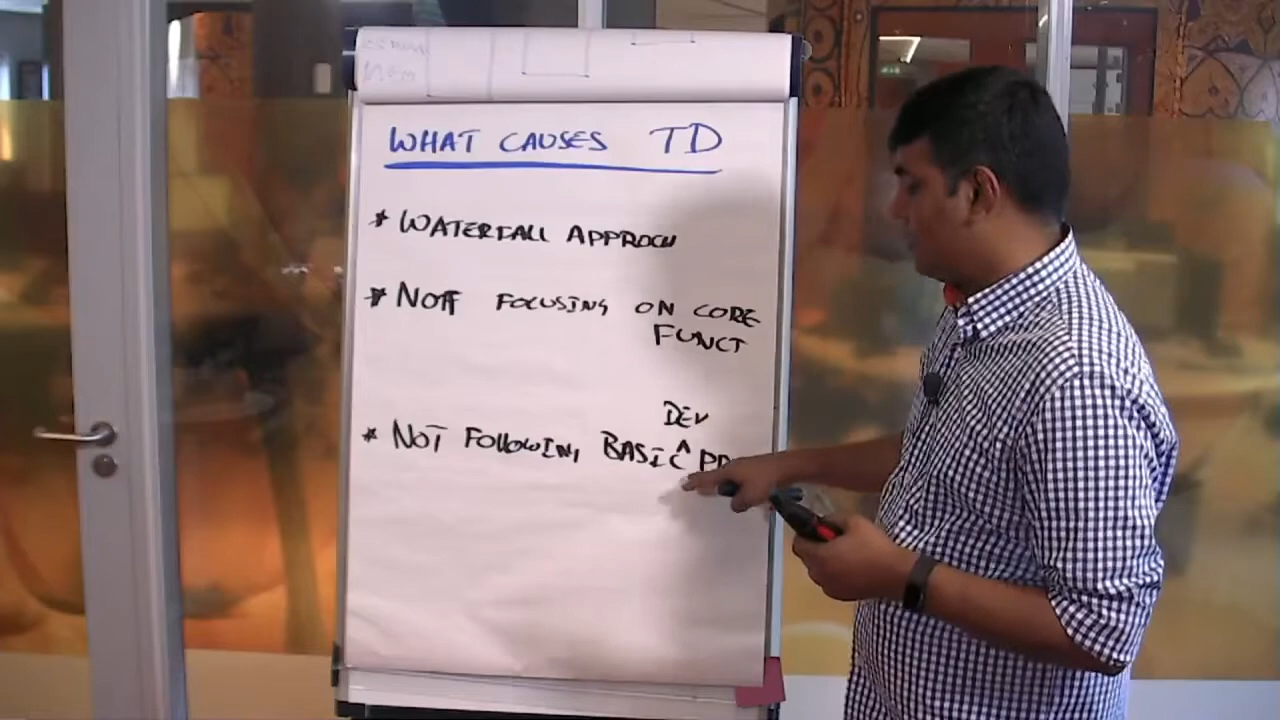 WHAT CAUSES TD
* WATERFALL APPROCH
* NOTT FOCUSING ON CORE
FUNCT
DEV
* NOT FOLLOWIN, BASIC ^